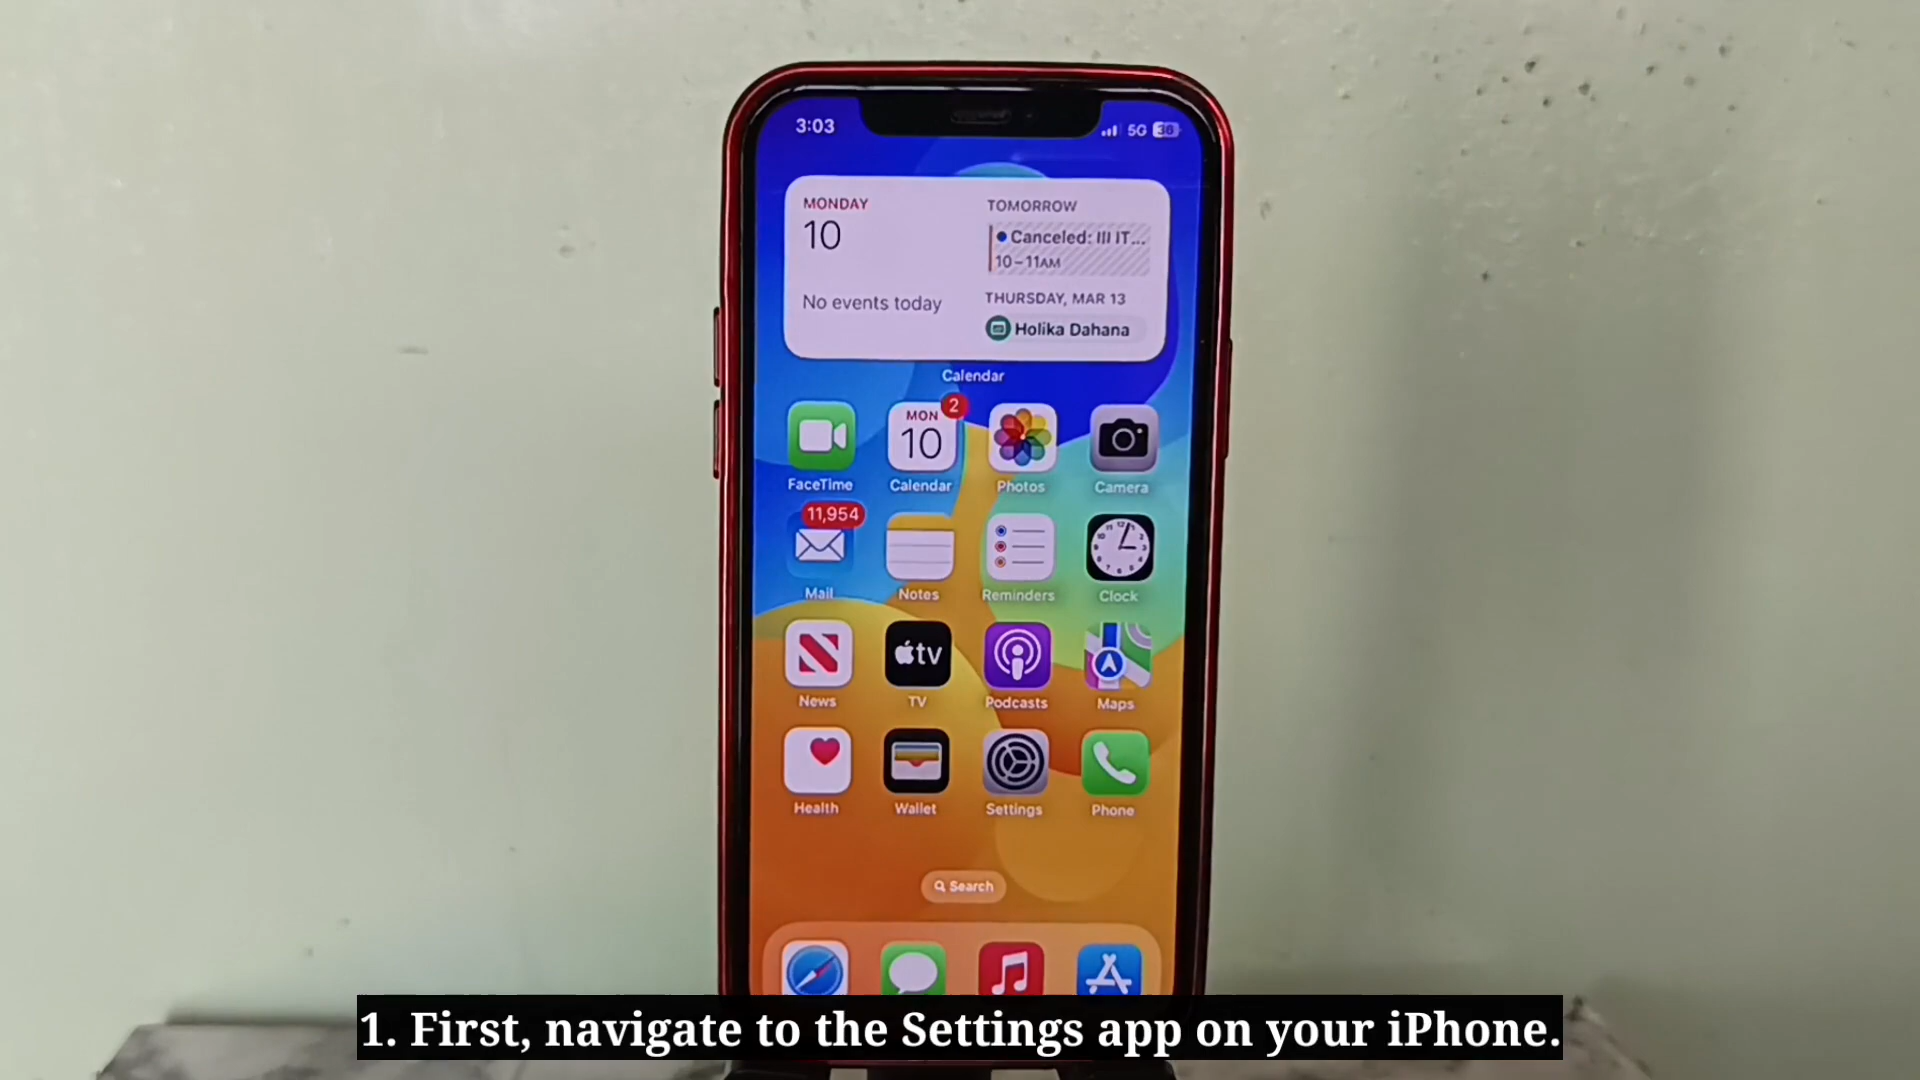 3:03
5G 38
MONDAY
10
No events today
TOMORROW
Canceled: III IT...
10–11AM
THURSDAY, MAR 13
Holika Dahana
Calendar
MON
10
2
FaceTime
Calendar
Photos
Camera
11,954
Mail
Notes
Reminders
Clock
tv
News
TV
Podcasts
Maps
Health
Wallet
Settings
Phone
Search
1. First, navigate to the Settings app on your iPhone.